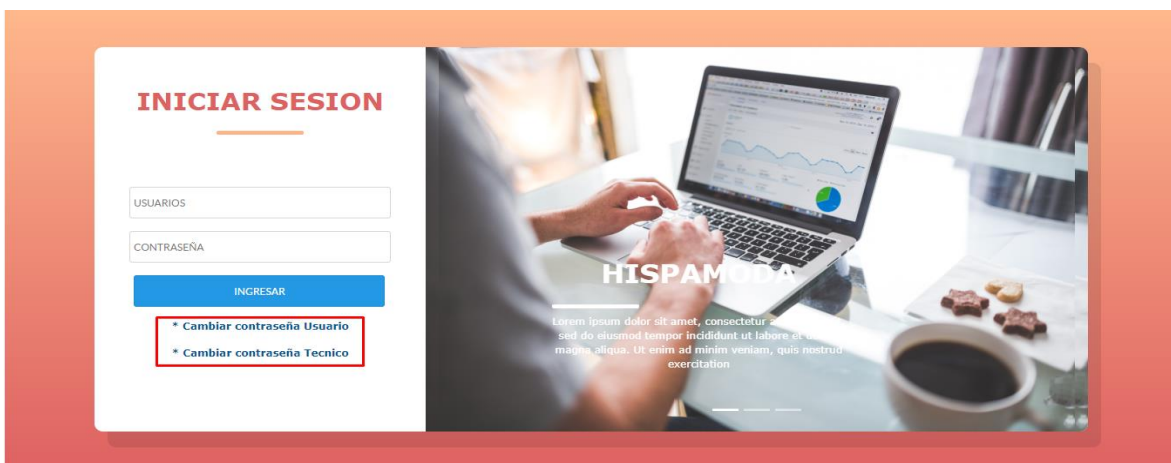 INICIAR SESION
USUARIOS
CONTRASEÑA
INGRESAR
* Cambiar contraseña Usuario
* Cambiar contraseña Tecnico
HISPAMODA
Lorem ipsum dolor sit amet, consectetur
sed do eiusmod tempor incididunt ut labore et
magna aliqua. Ut enim ad minim veniam, quis nostrud
exercitation